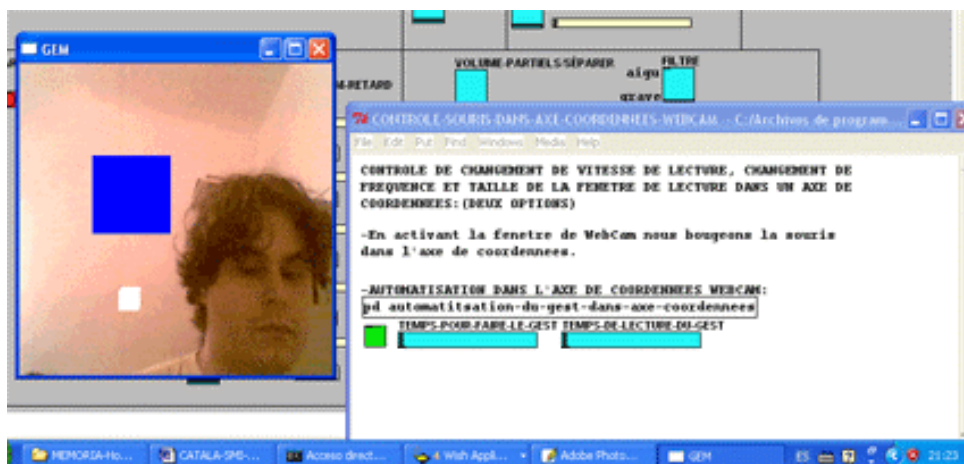 GEM
VOLUME-PARTIELS/SÉPARER
FILTRE
aigu
M-RETARD
grave
CONTROLE-SOURIS-DANS-AXE-COORDENNEES-WEBCAM - C:/Archivos de program...
File Edit Put Find Windows Media Help
CONTROLE DE CHANGEMENT DE VITESSE DE LECTURE, CHANGEMENT DE
FREQUENCE ET TAILLE DE LA FENETRE DE LECTURE DANS UN AXE DE
COORDENNEES:(DEUX OPTIONS)
-En activant la fenetre de WebCam nous bougeons la souris
dans l'axe de coordennees.
-AUTOMATISATION DANS L'AXE DE COORDENNEES WEBCAM:
pd automatitsation-du-gest-dans-axe-coordennees
TEMPS-POUR-FAIRE-LE-GEST TEMPS-DE-LECTURE-DU-GEST
MEMORIA-Ho... CATALA-SMS-... Acceso direct... 4 Wish Appli... Adobe Photo... GEM ES 21:23